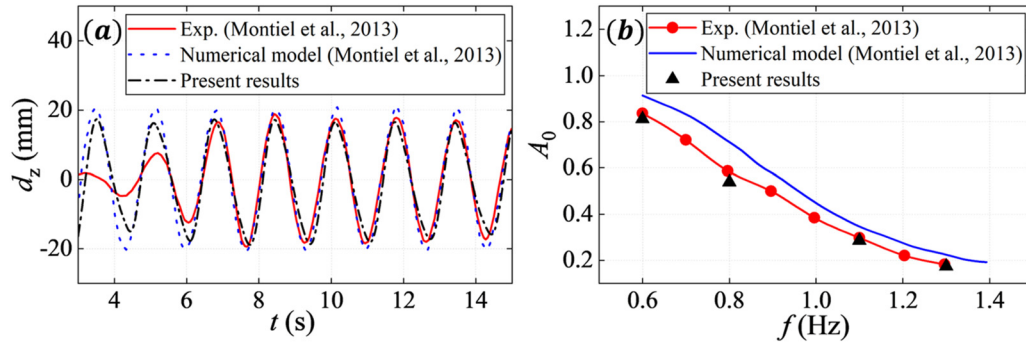 (a)
Exp. (Montiel et al., 2013)
Numerical model (Montiel et al., 2013)
Present results
40
20
0
-20
d_z (mm)
4 6 8 10 12 14
t (s)
(b)
Exp. (Montiel et al., 2013)
Numerical model (Montiel et al., 2013)
Present results
1.2
1.0
0.8
0.6
0.4
0.2
A_0
0.6 0.8 1.0 1.2 1.4
f (Hz)